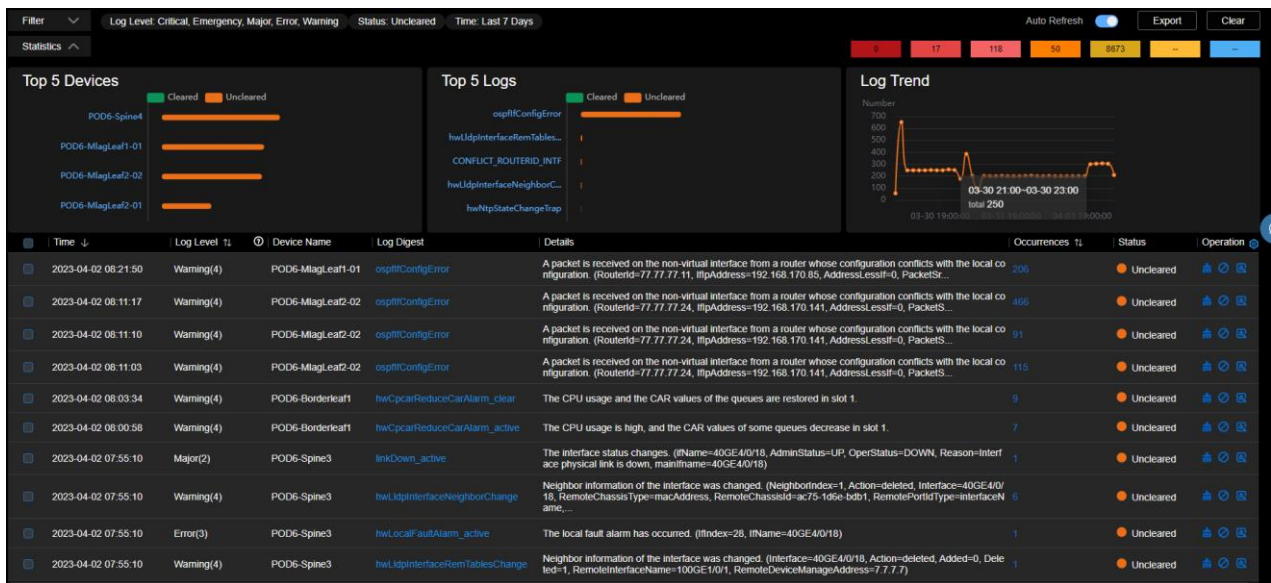 Filter Log Level: Critical, Emergency, Major, Error, Warning Status: Uncleared Time: Last 7 Days Auto Refresh Export Clear
Statistics 0 17 118 50 8673 -- --
Top 5 Devices
Cleared Uncleared
POD6-Spine4
POD6-MlagLeaf1-01
POD6-MlagLeaf2-02
POD6-MlagLeaf2-01
Top 5 Logs
Cleared Uncleared
ospfIfConfigError
hwLldpInterfaceRemTables...
CONFLICT_ROUTERID_INTF
hwLldpInterfaceNeighborC...
hwNtpStateChangeTrap
Log Trend
Number
700
600
500
400
300
200
100
0
03-30 21:00~03-30 23:00
total 250
03-30 19:00:00
Time Log Level Device Name Log Digest Details Occurrences Status Operation
2023-04-02 08:21:50 Warning(4) POD6-MlagLeaf1-01 ospfIfConfigError A packet is received on the non-virtual interface from a router whose configuration conflicts with the local co 206 Uncleared
nfiguration. (RouterId=77.77.77.11, IfIpAddress=192.168.170.85, AddressLessIf=0, PacketSr...
2023-04-02 08:11:17 Warning(4) POD6-MlagLeaf2-02 ospfIfConfigError A packet is received on the non-virtual interface from a router whose configuration conflicts with the local co 466 Uncleared
nfiguration. (RouterId=77.77.77.24, IfIpAddress=192.168.170.141, AddressLessIf=0, PacketS...
2023-04-02 08:11:10 Warning(4) POD6-MlagLeaf2-02 ospfIfConfigError A packet is received on the non-virtual interface from a router whose configuration conflicts with the local co 91 Uncleared
nfiguration. (RouterId=77.77.77.24, IfIpAddress=192.168.170.141, AddressLessIf=0, PacketS...
2023-04-02 08:11:03 Warning(4) POD6-MlagLeaf2-02 ospfIfConfigError A packet is received on the non-virtual interface from a router whose configuration conflicts with the local co 115 Uncleared
nfiguration. (RouterId=77.77.77.24, IfIpAddress=192.168.170.141, AddressLessIf=0, PacketS...
2023-04-02 08:03:34 Warning(4) POD6-Borderleaf1 hwCpcarReduceCarAlarm_clear The CPU usage and the CAR values of the queues are restored in slot 1. 9 Uncleared
2023-04-02 08:00:58 Warning(4) POD6-Borderleaf1 hwCpcarReduceCarAlarm_active The CPU usage is high, and the CAR values of some queues decrease in slot 1. 7 Uncleared
2023-04-02 07:55:10 Major(2) POD6-Spine3 linkDown_active The interface status changes. (ifName=40GE4/0/18, AdminStatus=UP, OperStatus=DOWN, Reason=Interf 1 Uncleared
ace physical link is down, mainIfname=40GE4/0/18)
2023-04-02 07:55:10 Warning(4) POD6-Spine3 hwLldpInterfaceNeighborChange Neighbor information of the interface was changed. (NeighborIndex=1, Action=deleted, Interface=40GE4/0/ 6 Uncleared
18, RemoteChassisType=macAddress, RemoteChassisId=ac75-1d6e-bdb1, RemotePortIdType=interfaceN
ame,...
2023-04-02 07:55:10 Error(3) POD6-Spine3 hwLocalFaultAlarm_active The local fault alarm has occurred. (IfIndex=28, IfName=40GE4/0/18) 1 Uncleared
2023-04-02 07:55:10 Warning(4) POD6-Spine3 hwLldpInterfaceRemTablesChange Neighbor information of the interface was changed. (Interface=40GE4/0/18, Action=deleted, Added=0, Dele 1 Uncleared
ted=1, RemoteInterfaceName=100GE1/0/1, RemoteDeviceManageAddress=7.7.7.7)